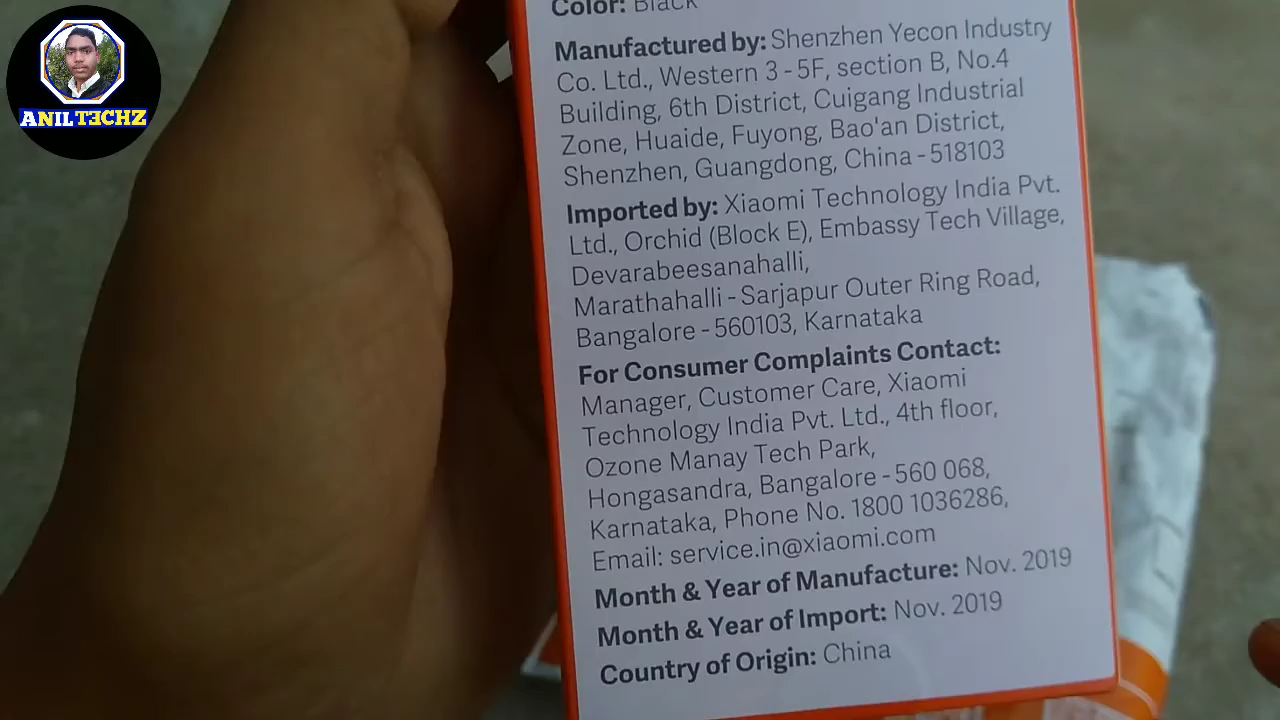 ANIL TECHZ
Color: Black
Manufactured by: Shenzhen Yecon Industry
Co. Ltd., Western 3 - 5F, section B, No.4
Building, 6th District, Cuigang Industrial
Zone, Huaide, Fuyong, Bao'an District,
Shenzhen, Guangdong, China - 518103
Imported by: Xiaomi Technology India Pvt.
Ltd., Orchid (Block E), Embassy Tech Village,
Devarabeesanahalli,
Marathahalli - Sarjapur Outer Ring Road,
Bangalore - 560103, Karnataka
For Consumer Complaints Contact:
Manager, Customer Care, Xiaomi
Technology India Pvt. Ltd., 4th floor,
Ozone Manay Tech Park,
Hongasandra, Bangalore - 560 068,
Karnataka, Phone No. 1800 1036286,
Email: service.in@xiaomi.com
Month & Year of Manufacture: Nov. 2019
Month & Year of Import: Nov. 2019
Country of Origin: China